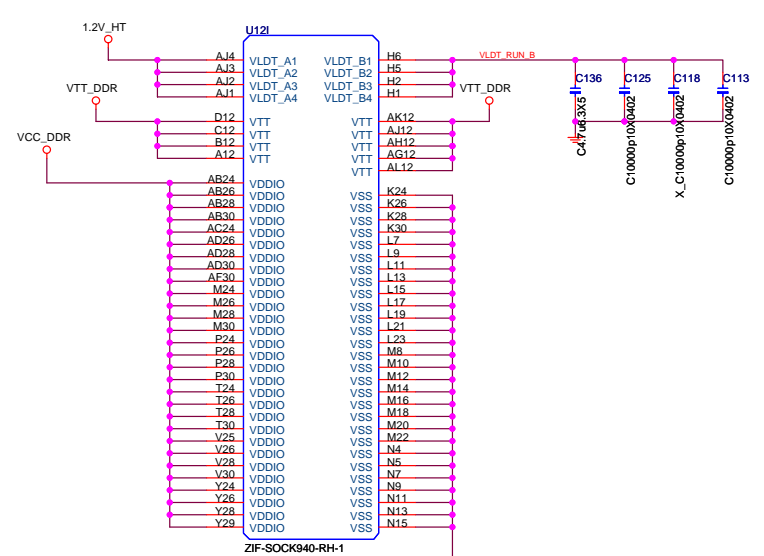 U12I
1.2V_HT
AJ4 VLDT_A1 VLDT_B1 H6 VLDT_RUN_B
AJ3 VLDT_A2 VLDT_B2 H5
AJ2 VLDT_A3 VLDT_B3 H2
AJ1 VLDT_A4 VLDT_B4 H1
C136 C125 C118 C113
C4.7u6.3X5
C10000p10X0402
X_C10000p10X0402
C10000p10X0402
VTT_DDR VTT_DDR
D12 VTT VTT AK12
C12 VTT VTT AJ12
B12 VTT VTT AH12
A12 VTT VTT AG12
VTT AL12
VCC_DDR
AB24 VDDIO VSS K24
AB26 VDDIO VSS K26
AB28 VDDIO VSS K28
AB30 VDDIO VSS K30
AC24 VDDIO VSS L7
AD26 VDDIO VSS L9
AD28 VDDIO VSS L11
AD30 VDDIO VSS L13
AF30 VDDIO VSS L15
M24 VDDIO VSS L17
M26 VDDIO VSS L19
M28 VDDIO VSS L21
M30 VDDIO VSS L23
P24 VDDIO VSS M8
P26 VDDIO VSS M10
P28 VDDIO VSS M12
P30 VDDIO VSS M14
T24 VDDIO VSS M16
T26 VDDIO VSS M18
T28 VDDIO VSS M20
T30 VDDIO VSS M22
V25 VDDIO VSS N4
V26 VDDIO VSS N5
V28 VDDIO VSS N7
V30 VDDIO VSS N9
Y24 VDDIO VSS N11
Y26 VDDIO VSS N13
Y28 VDDIO VSS N15
Y29 VDDIO
ZIF-SOCK940-RH-1